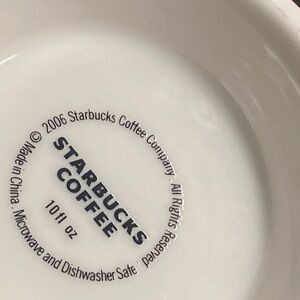 © 2006 Starbucks Coffee Company . All Rights Reserved . Microwave and Dishwasher Safe . Made in China .
STARBUCKS
COFFEE
10 fl oz